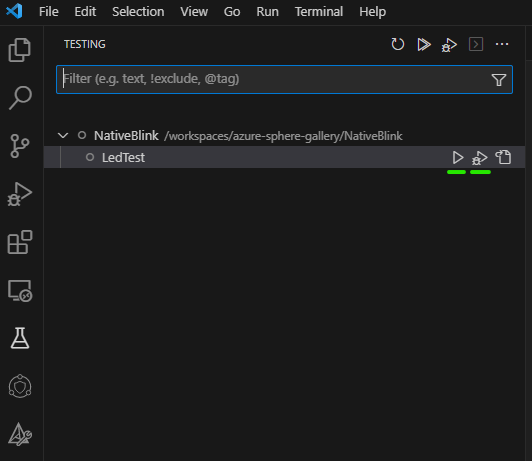 File Edit Selection View Go Run Terminal Help
TESTING
Filter (e.g. text, !exclude, @tag)
NativeBlink /workspaces/azure-sphere-gallery/NativeBlink
LedTest